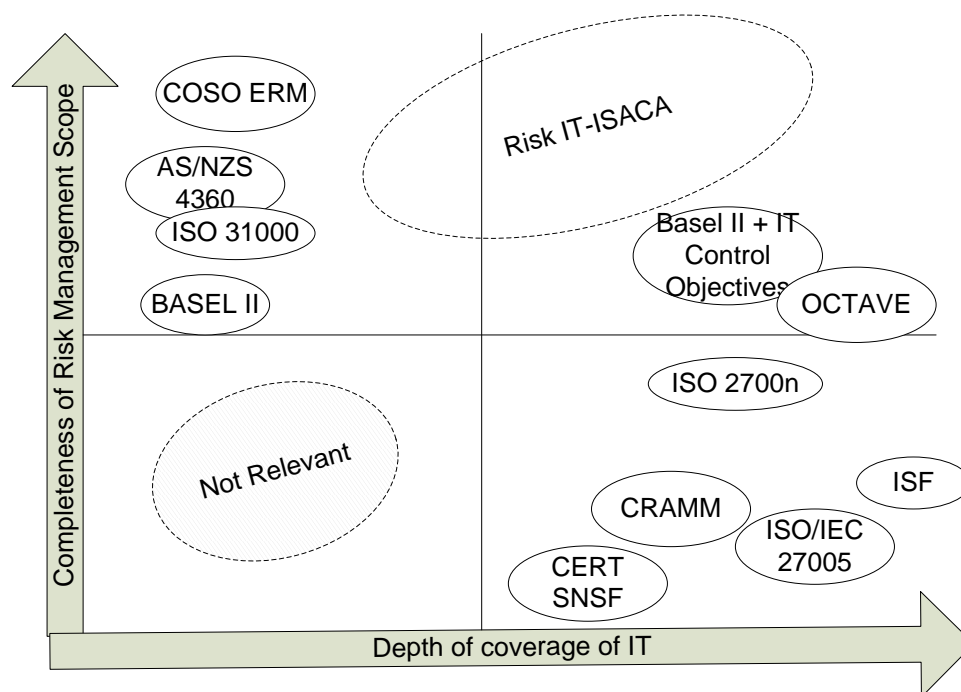 Completeness of Risk Management Scope
COSO ERM
Risk IT-ISACA
AS/NZS
4360
ISO 31000
BASEL II
Basel II + IT
Control
Objectives
OCTAVE
ISO 2700n
Not Relevant
ISF
CRAMM
ISO/IEC
27005
CERT
SNSF
Depth of coverage of IT